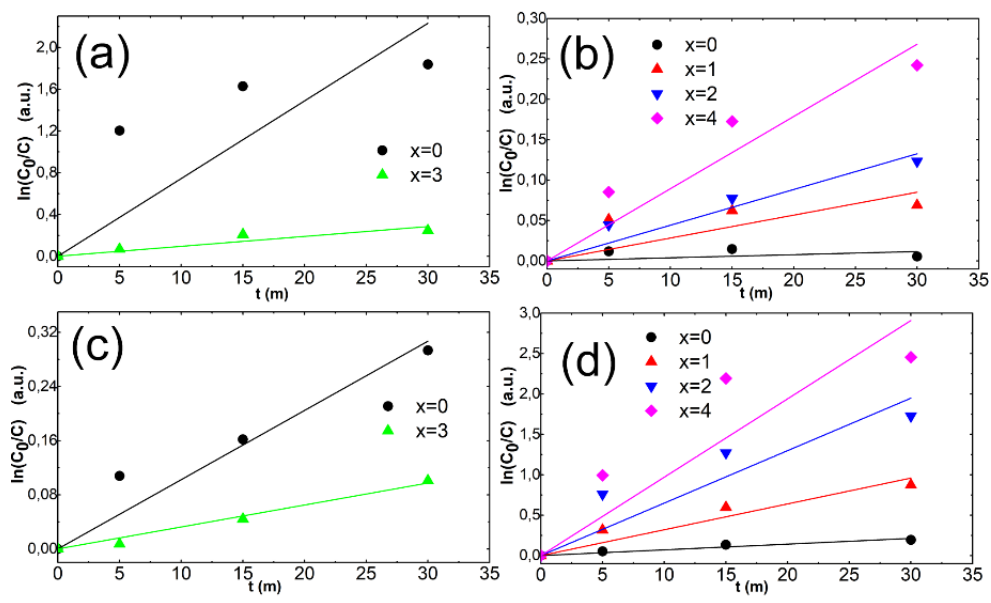 (a)
ln(C₀/C) (a.u.)
2,0
1,6
1,2
0,8
0,4
0,0
x=0
x=3
0 5 10 15 20 25 30 35
t (m)
(b)
ln(C₀/C) (a.u.)
0,30
0,25
0,20
0,15
0,10
0,05
0,00
x=0
x=1
x=2
x=4
0 5 10 15 20 25 30 35
t (m)
(c)
ln(C₀/C) (a.u.)
0,32
0,24
0,16
0,08
0,00
x=0
x=3
0 5 10 15 20 25 30 35
t (m)
(d)
ln(C₀/C) (a.u.)
3,0
2,5
2,0
1,5
1,0
0,5
0,0
x=0
x=1
x=2
x=4
0 5 10 15 20 25 30 35
t (m)